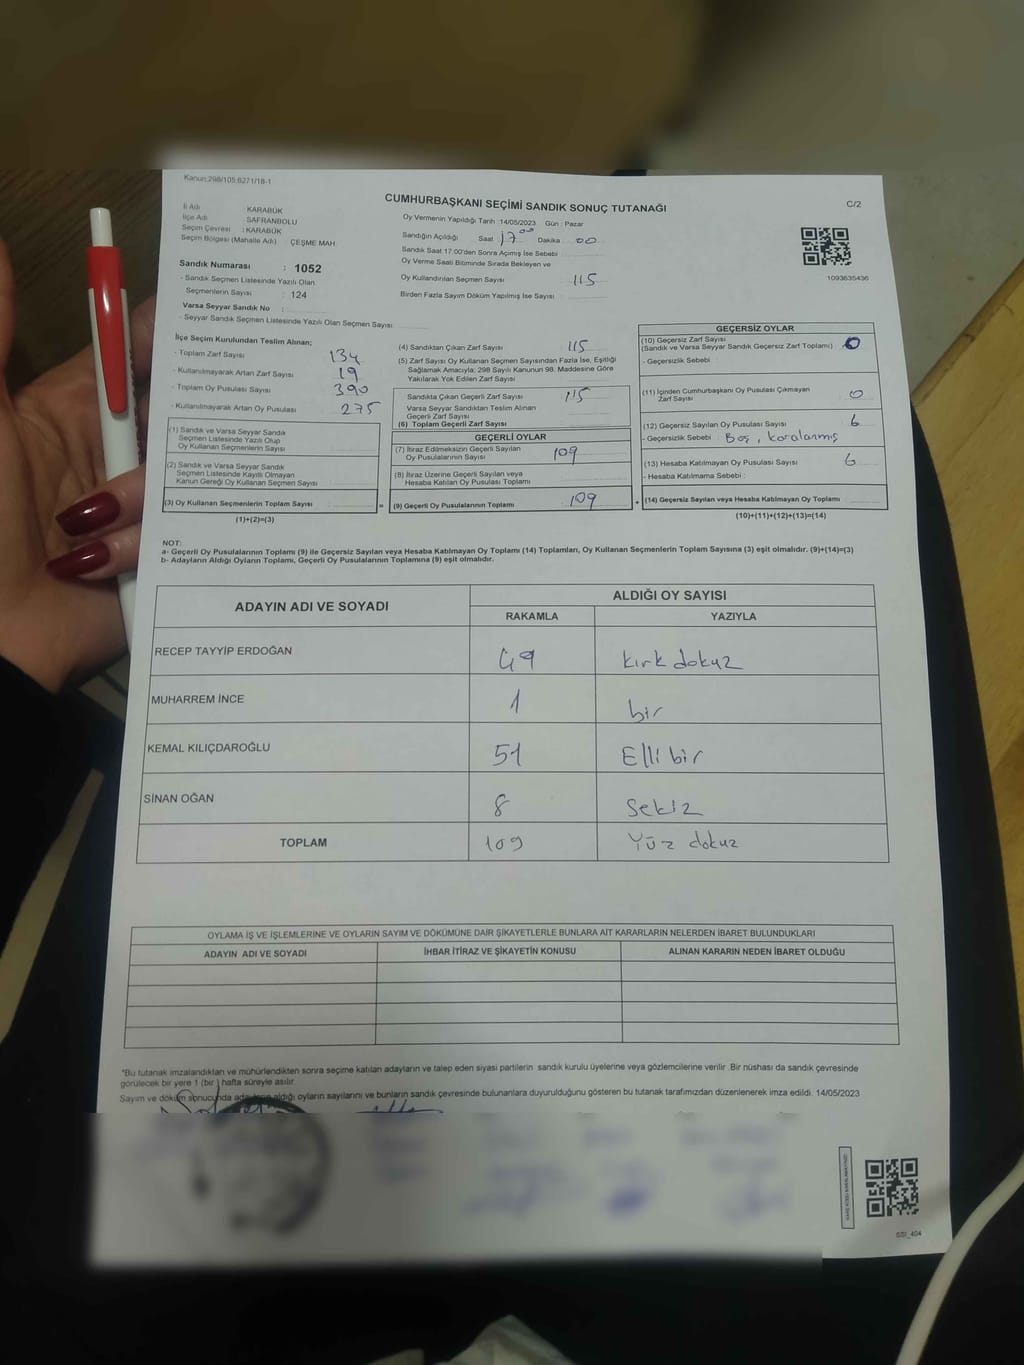 Kanun:298/105,6271/18-1
CUMHURBAŞKANI SEÇİMİ SANDIK SONUÇ TUTANAĞI
C/2
İl Adı : KARABÜK
İlçe Adı : SAFRANBOLU
Seçim Çevresi : KARABÜK
Seçim Bölgesi (Mahalle Adı) : ÇEŞME MAH.
Sandık Numarası : 1052
- Sandık Seçmen Listesinde Yazılı Olan
Seçmenlerin Sayısı : 124
Varsa Seyyar Sandık No :
- Seyyar Sandık Seçmen Listesinde Yazılı Olan Seçmen Sayısı
Oy Vermenin Yapıldığı Tarih :14/05/2023 Gün : Pazar
Sandığın Açıldığı Saat 17 00 Dakika 00
Sandık Saat 17:00'den Sonra Açımış İse Sebebi
Oy Verme Saati Bitiminde Sırada Bekleyen ve
Oy Kullandırılan Seçmen Sayısı 115
Birden Fazla Sayım Döküm Yapılmış İse Sayısı
1093635436
İlçe Seçim Kurulundan Teslim Alınan;
- Toplam Zarf Sayısı 134
- Kullanılmayarak Artan Zarf Sayısı 19
- Toplam Oy Pusulası Sayısı 390
- Kullanılmayarak Artan Oy Pusulası 275
(1) Sandık ve Varsa Seyyar Sandık
Seçmen Listesinde Yazılı Olup
Oy Kullanan Seçmenlerin Sayısı
(2) Sandık ve Varsa Seyyar Sandık
Seçmen Listesinde Kayıtlı Olmayan
Kanun Gereği Oy Kullanan Seçmen Sayısı
(3) Oy Kullanan Seçmenlerin Toplam Sayısı
(1)+(2)=(3)
(4) Sandıktan Çıkan Zarf Sayısı 115
(5) Zarf Sayısı Oy Kullanan Seçmen Sayısından Fazla İse, Eşitliği
Sağlamak Amacıyla; 298 Sayılı Kanunun 98. Maddesine Göre
Yakılarak Yok Edilen Zarf Sayısı
Sandıkta Çıkan Geçerli Zarf Sayısı 115
Varsa Seyyar Sandıktan Teslim Alınan
Geçerli Zarf Sayısı
(6) Toplam Geçerli Zarf Sayısı
GEÇERLİ OYLAR
(7) İtiraz Edilmeksizin Geçerli Sayılan
Oy Pusulalarının Sayısı 109
(8) İtiraz Üzerine Geçerli Sayılan veya
Hesaba Katılan Oy Pusulası Toplamı
= (9) Geçerli Oy Pusulalarının Toplamı 109
GEÇERSİZ OYLAR
(10) Geçersiz Zarf Sayısı
(Sandık ve Varsa Seyyar Sandık Geçersiz Zarf Toplamı) : 0
- Geçersizlik Sebebi
(11) İçinden Cumhurbaşkanı Oy Pusulası Çıkmayan
Zarf Sayısı 0
(12) Geçersiz Sayılan Oy Pusulası Sayısı 6
- Geçersizlik Sebebi : Boş, karalanmış
(13) Hesaba Katılmayan Oy Pusulası Sayısı 6
- Hesaba Katılmama Sebebi :
+ (14) Geçersiz Sayılan veya Hesaba Katılmayan Oy Toplamı
(10)+(11)+(12)+(13)=(14)
NOT:
a- Geçerli Oy Pusulalarının Toplamı (9) ile Geçersiz Sayılan veya Hesaba Katılmayan Oy Toplamı (14) Toplamları, Oy Kullanan Seçmenlerin Toplam Sayısına (3) eşit olmalıdır. (9)+(14)=(3)
b- Adayların Aldığı Oyların Toplamı, Geçerli Oy Pusulalarının Toplamına (9) eşit olmalıdır.
ADAYIN ADI VE SOYADI ALDIĞI OY SAYISI
RAKAMLA YAZIYLA
RECEP TAYYİP ERDOĞAN 49 kırk dokuz
MUHARREM İNCE 1 bir
KEMAL KILIÇDAROĞLU 51 Elli bir
SİNAN OĞAN 8 Sekiz
TOPLAM 109 Yüz dokuz
OYLAMA İŞ VE İŞLEMLERİNE VE OYLARIN SAYIM VE DÖKÜMÜNE DAİR ŞİKAYETLERLE BUNLARA AİT KARARLARIN NELERDEN İBARET BULUNDUKLARI
ADAYIN ADI VE SOYADI İHBAR İTİRAZ VE ŞİKAYETİN KONUSU ALINAN KARARIN NEDEN İBARET OLDUĞU
*Bu tutanak imzalandıktan ve mühürlendikten sonra seçime katılan adayların ve talep eden siyasi partilerin sandık kurulu üyelerine veya gözlemcilerine verilir .Bir nüshası da sandık çevresinde
görülecek bir yere 1 (bir ) hafta süreyle asılır.
Sayım ve döküm sonucunda adayların aldığı oyların sayılarını ve bunların sandık çevresinde bulunanlara duyurulduğunu gösteren bu tutanak tarafımızdan düzenlenerek imza edildi. 14/05/2023
SSI_404